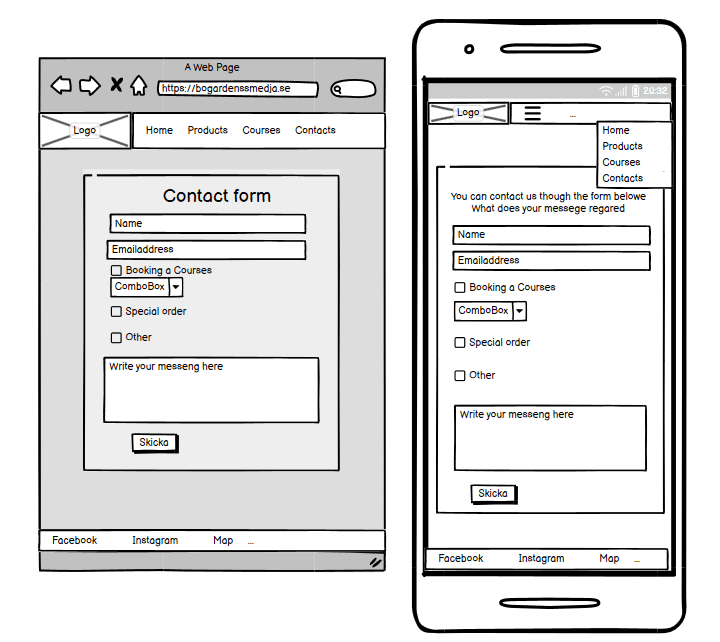 A Web Page
https://bogardenssmedja.se
Logo
Home Products Courses Contacts
Contact form
Name
Emailaddress
Booking a Courses
ComboBox
Special order
Other
Write your messeng here
Skicka
Facebook Instagram Map ...
20:32
Logo ...
Home
Products
Courses
Contacts
You can contact us though the form belowe
What does your messege regared
Name
Emailaddress
Booking a Courses
ComboBox
Special order
Other
Write your messeng here
Skicka
Facebook Instagram Map ...